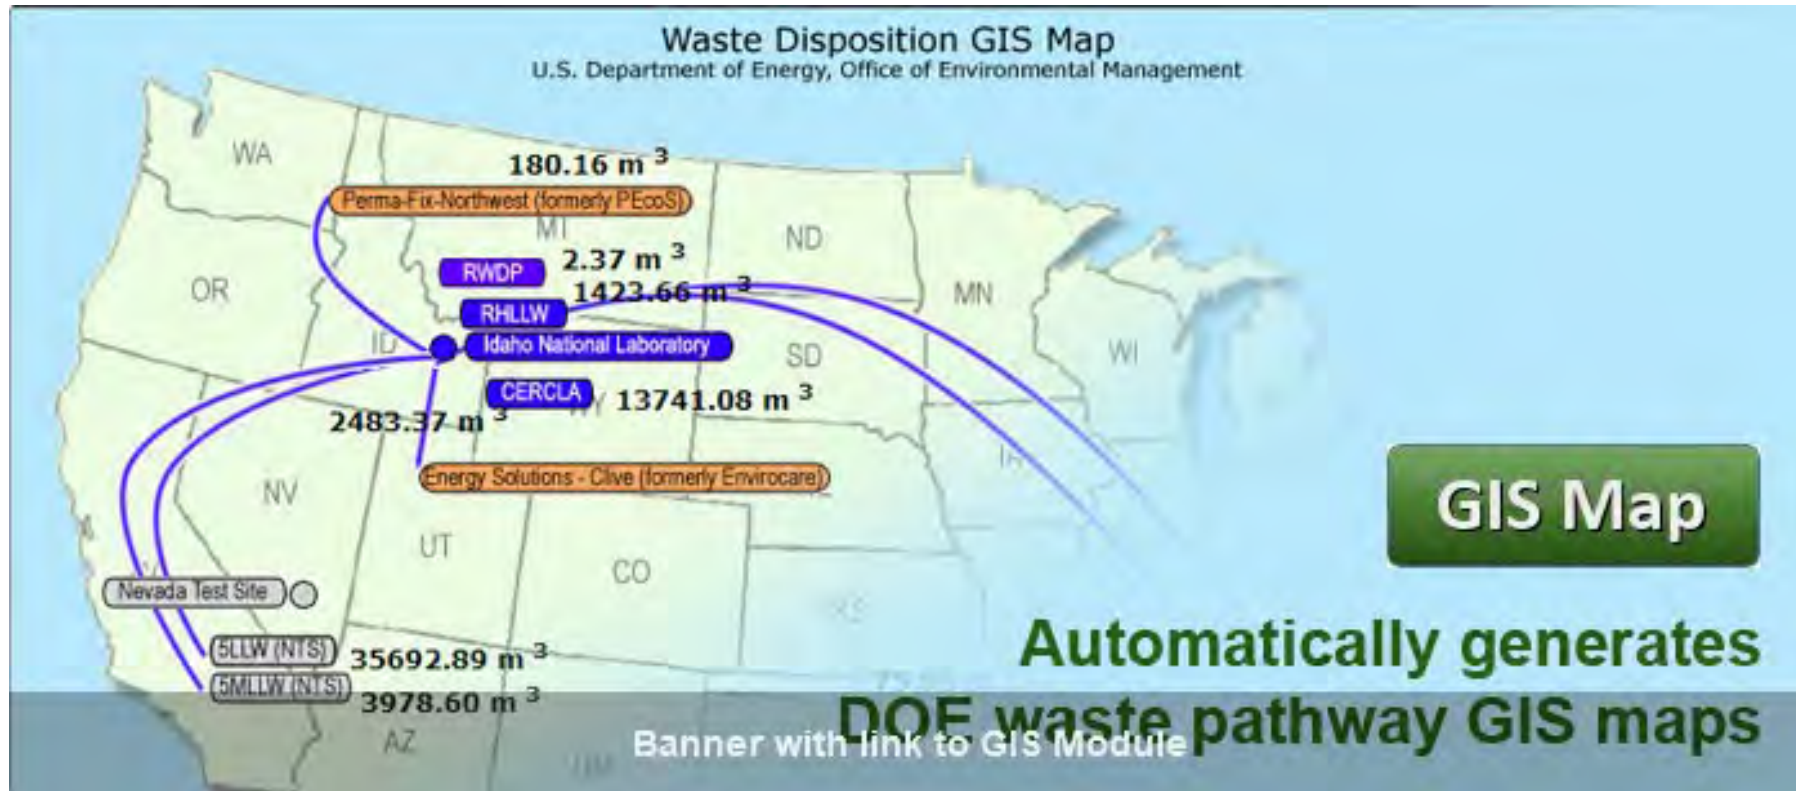 Waste Disposition GIS Map
U.S. Department of Energy, Office of Environmental Management
WA
180.16 m 3
Perma-Fix-Northwest (formerly PEcoS)
MT
ND
RWDP
2.37 m 3
OR
1423.66 m 3
MN
RHLLW
ID
Idaho National Laboratory
SD
WI
CERCLA
13741.08 m 3
2483.37 m 3
IA
Energy Solutions - Clive (formerly Envirocare)
NV
GIS Map
UT
CO
Nevada Test Site
KS
5LLW (NTS)
35692.89 m 3
Automatically generates
5MLLW (NTS)
3978.60 m 3
DOE waste pathway GIS maps
AZ
Banner with link to GIS Module